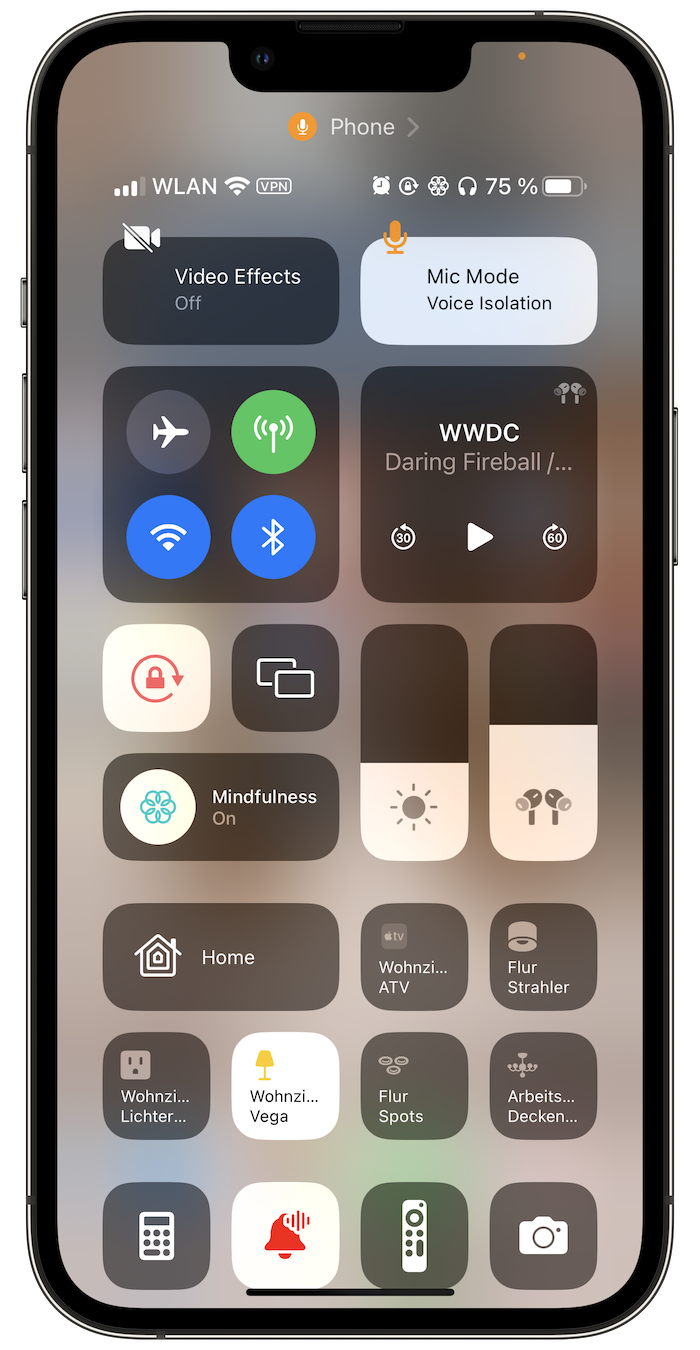 Phone
WLAN VPN 75 %
Video Effects
Off
Mic Mode
Voice Isolation
WWDC
Daring Fireball /...
30
60
Mindfulness
On
Home
tv
Wohnzi...
ATV
Flur
Strahler
Wohnzi...
Lichter...
Wohnzi...
Vega
Flur
Spots
Arbeits...
Decken...